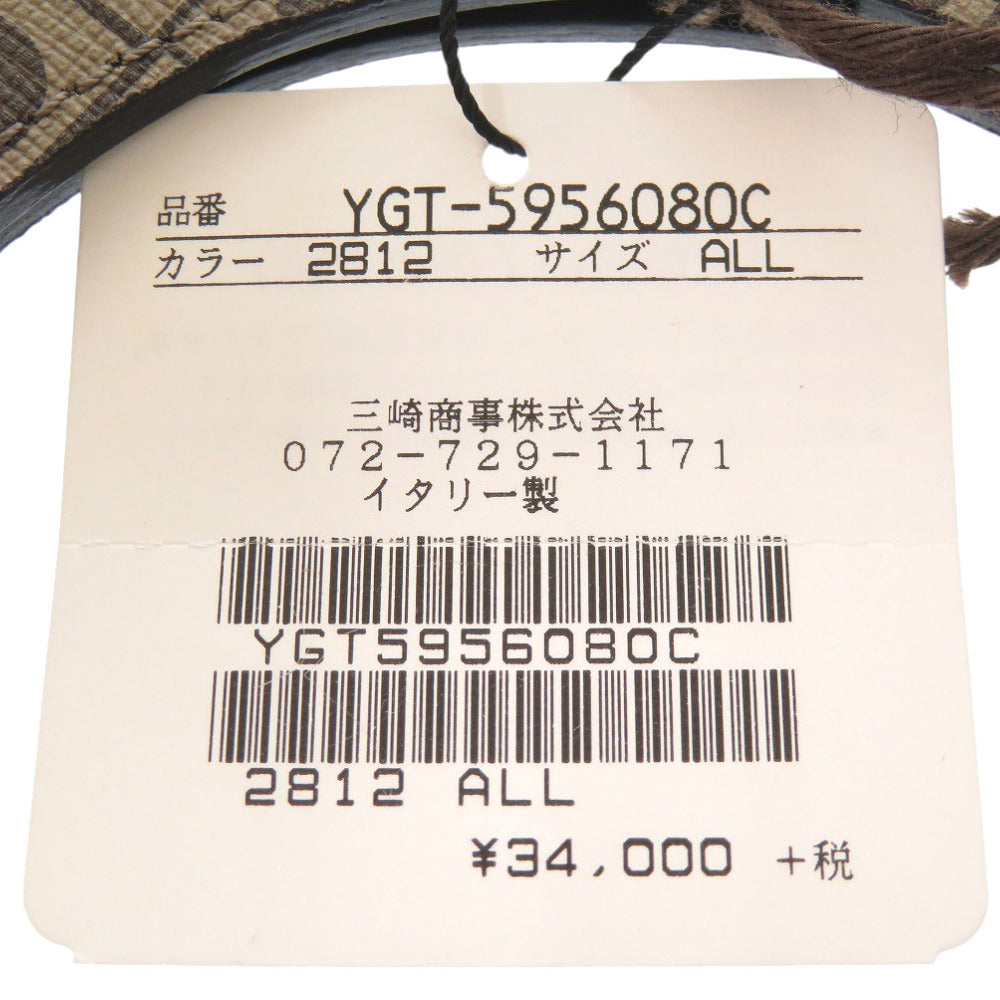 品番 YGT-5956080C
カラー 2812 サイズ ALL
三崎商事株式会社
072-729-1171
イタリー製
YGT5956080C
2812 ALL
¥34,000 +税